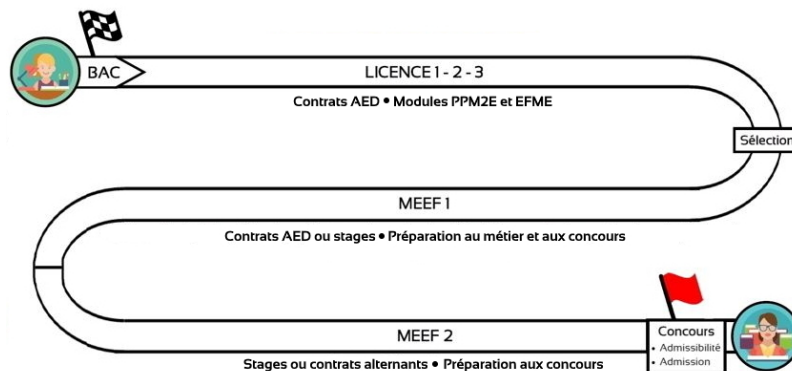 BAC
LICENCE 1 - 2 - 3
Contrats AED • Modules PPM2E et EFME
Sélection
MEEF 1
Contrats AED ou stages • Préparation au métier et aux concours
MEEF 2
Concours
• Admissibilité
• Admission
Stages ou contrats alternants • Préparation aux concours